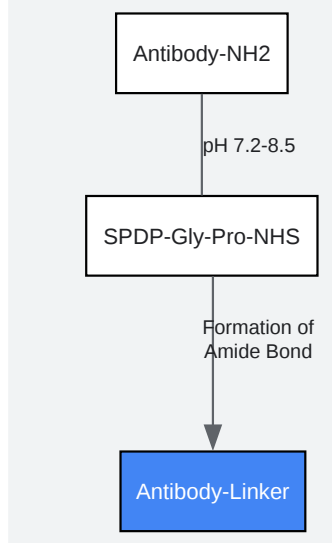 Antibody-NH2
pH 7.2-8.5
SPDP-Gly-Pro-NHS
Formation of
Amide Bond
Antibody-Linker